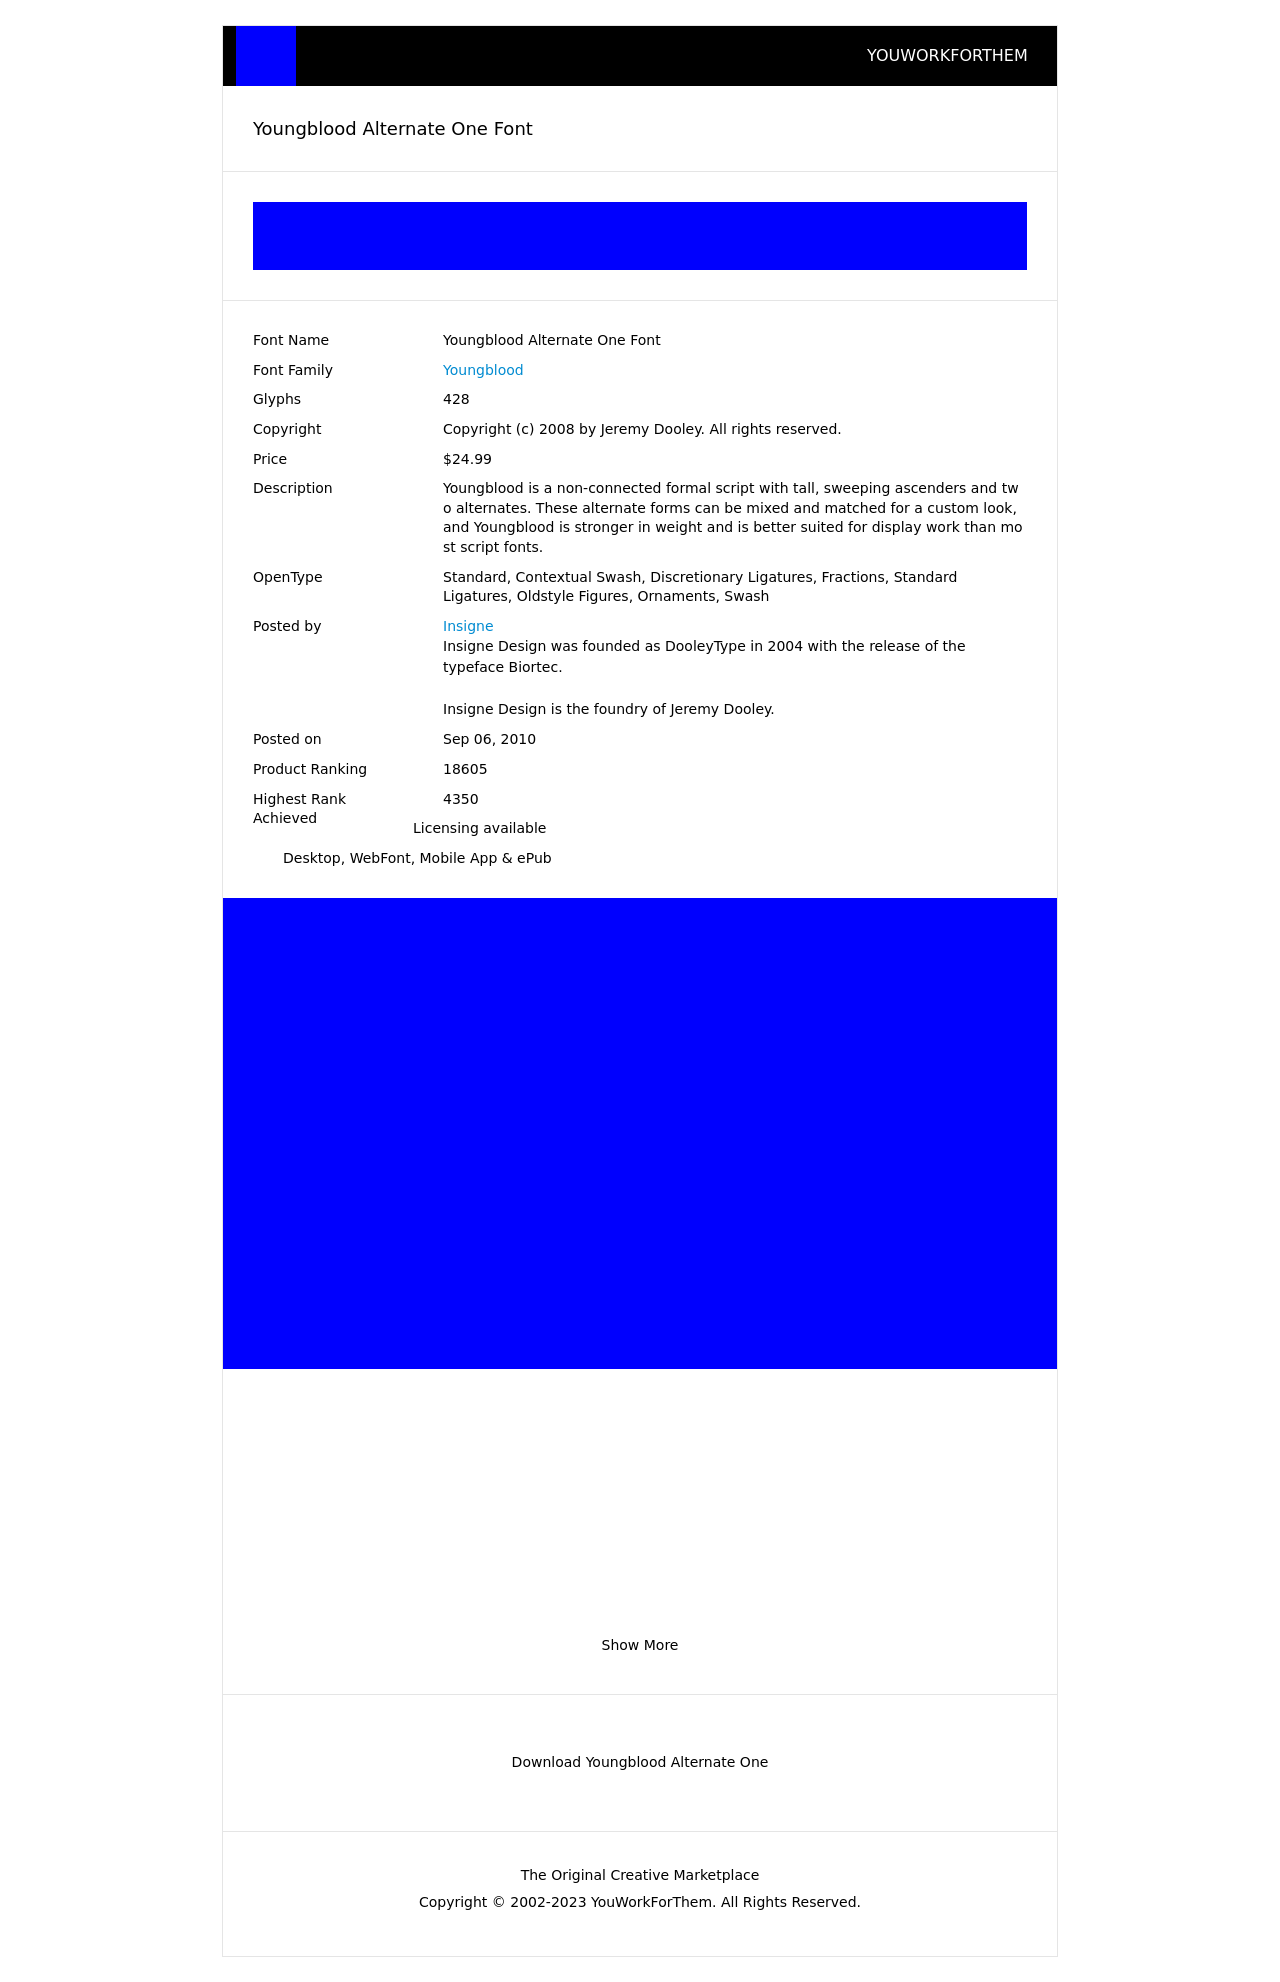 YOUWORKFORTHEM
Youngblood Alternate One Font
Font Name Youngblood Alternate One Font
Font Family Youngblood
Glyphs 428
Copyright Copyright (c) 2008 by Jeremy Dooley. All rights reserved.
Price $24.99
Description Youngblood is a non-connected formal script with tall, sweeping ascenders and tw
o alternates. These alternate forms can be mixed and matched for a custom look,
and Youngblood is stronger in weight and is better suited for display work than mo
st script fonts.
OpenType Standard, Contextual Swash, Discretionary Ligatures, Fractions, Standard
Ligatures, Oldstyle Figures, Ornaments, Swash
Posted by Insigne
Insigne Design was founded as DooleyType in 2004 with the release of the
typeface Biortec.
Insigne Design is the foundry of Jeremy Dooley.
Posted on Sep 06, 2010
Product Ranking 18605
Highest Rank 4350
Achieved
Licensing available
Desktop, WebFont, Mobile App & ePub
Show More
Download Youngblood Alternate One
The Original Creative Marketplace
Copyright © 2002-2023 YouWorkForThem. All Rights Reserved.